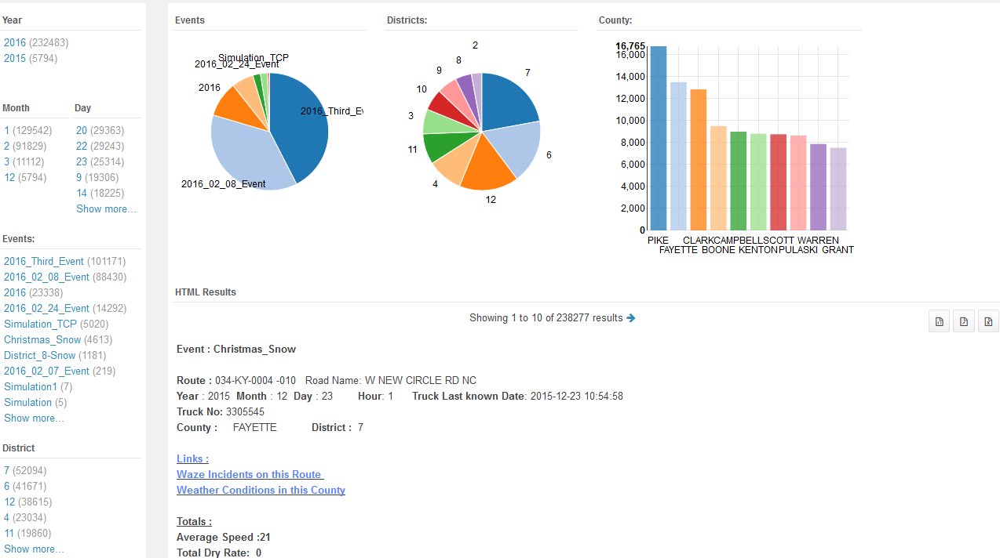 Year
2016 (232483)
2015 (5794)
Month
1 (129542)
2 (91829)
3 (11112)
12 (5794)
Day
20 (29363)
22 (29243)
23 (25314)
9 (19306)
14 (18225)
Show more...
Events:
2016_Third_Event (101171)
2016_02_08_Event (88430)
2016 (23338)
2016_02_24_Event (14292)
Simulation_TCP (5020)
Christmas_Snow (4613)
District_8-Snow (1181)
2016_02_07_Event (219)
Simulation1 (7)
Simulation (5)
Show more...
District
7 (52094)
6 (41671)
12 (38615)
4 (23034)
11 (19860)
Show more...
Events
Simulation_TCP
2016_02_24_Event
2016
2016_Third_Ev
2016_02_08_Event
Districts:
2
8
7
9
10
3
11
6
4
12
County:
16,765
16,000
14,000
12,000
10,000
8,000
6,000
4,000
2,000
0
PIKE CLARK CAMPBELL SCOTT WARREN
FAYETTE BOONE KENTON PULASKI GRANT
HTML Results
Showing 1 to 10 of 238277 results
Event : Christmas_Snow
Route : 034-KY-0004 -010 Road Name: W NEW CIRCLE RD NC
Year : 2015 Month : 12 Day : 23 Hour: 1 Truck Last known Date: 2015-12-23 10:54:58
Truck No: 3305545
County : FAYETTE District : 7
Links :
Waze Incidents on this Route
Weather Conditions in this County
Totals :
Average Speed :21
Total Dry Rate: 0